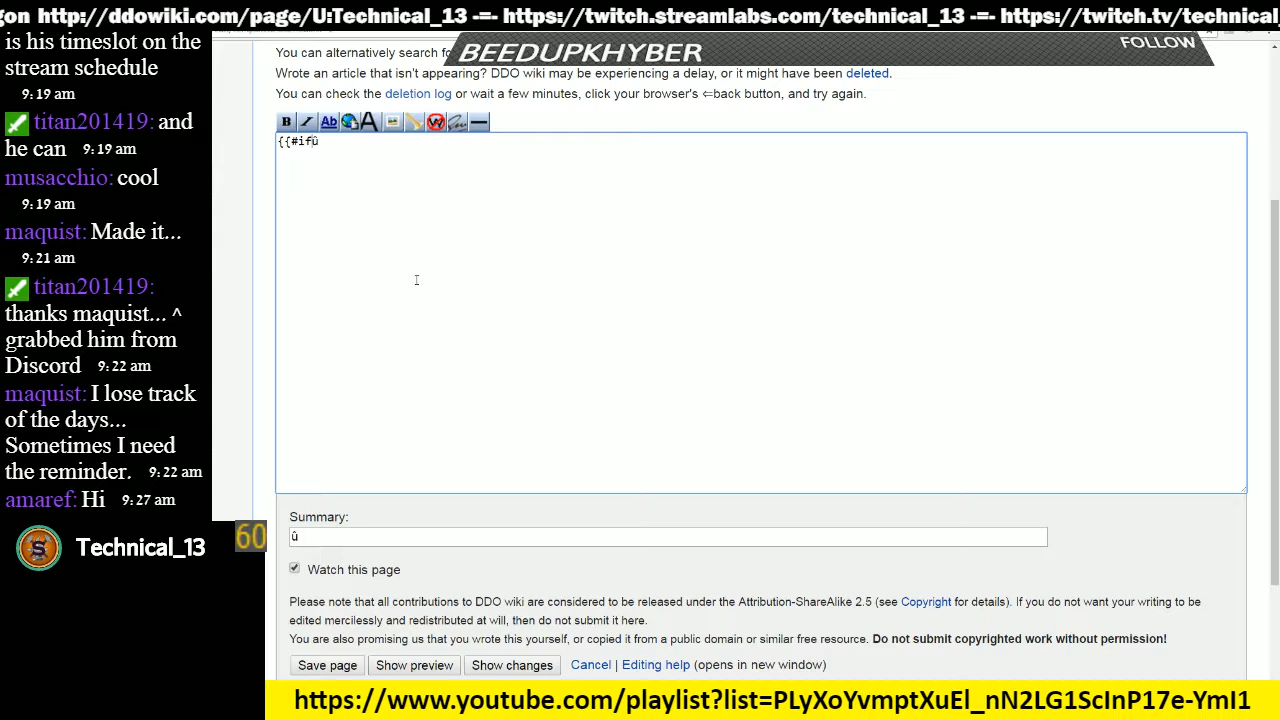 gon http://ddowiki.com/page/U:Technical_13 -=- https://twitch.streamlabs.com/technical_13 -=- https://twitch.tv/technical_
is his timeslot on the
stream schedule
9:19 am
titan201419: and
he can 9:19 am
musacchio: cool
9:19 am
maquist: Made it...
9:21 am
titan201419:
thanks maquist... ^
grabbed him from
Discord 9:22 am
maquist: I lose track
of the days...
Sometimes I need
the reminder. 9:22 am
amaref: Hi 9:27 am
Technical_13
60
BEEDUPKHYBER
FOLLOW
You can alternatively search fo
Wrote an article that isn't appearing? DDO wiki may be experiencing a delay, or it might have been deleted.
You can check the deletion log or wait a few minutes, click your browser's ⇐back button, and try again.
B I Ab A W
{{#ifû
Summary:
û
Watch this page
Please note that all contributions to DDO wiki are considered to be released under the Attribution-ShareAlike 2.5 (see Copyright for details). If you do not want your writing to be
edited mercilessly and redistributed at will, then do not submit it here.
You are also promising us that you wrote this yourself, or copied it from a public domain or similar free resource. Do not submit copyrighted work without permission!
Save page Show preview Show changes Cancel | Editing help (opens in new window)
https://www.youtube.com/playlist?list=PLyXoYvmptXuEl_nN2LG1ScInP17e-YmI1